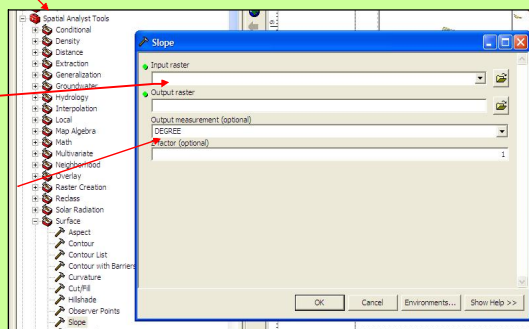 Spatial Analyst Tools
Conditional
Density
Distance
Extraction
Generalization
Groundwater
Hydrology
Interpolation
Local
Map Algebra
Math
Multivariate
Neighborhood
Overlay
Raster Creation
Reclass
Solar Radiation
Surface
Aspect
Contour
Contour List
Contour with Barriers
Curvature
Cut/Fill
Hillshade
Observer Points
Slope
Slope
Input raster
Output raster
Output measurement (optional)
DEGREE
Z factor (optional)
1
OK
Cancel
Environments...
Show Help >>